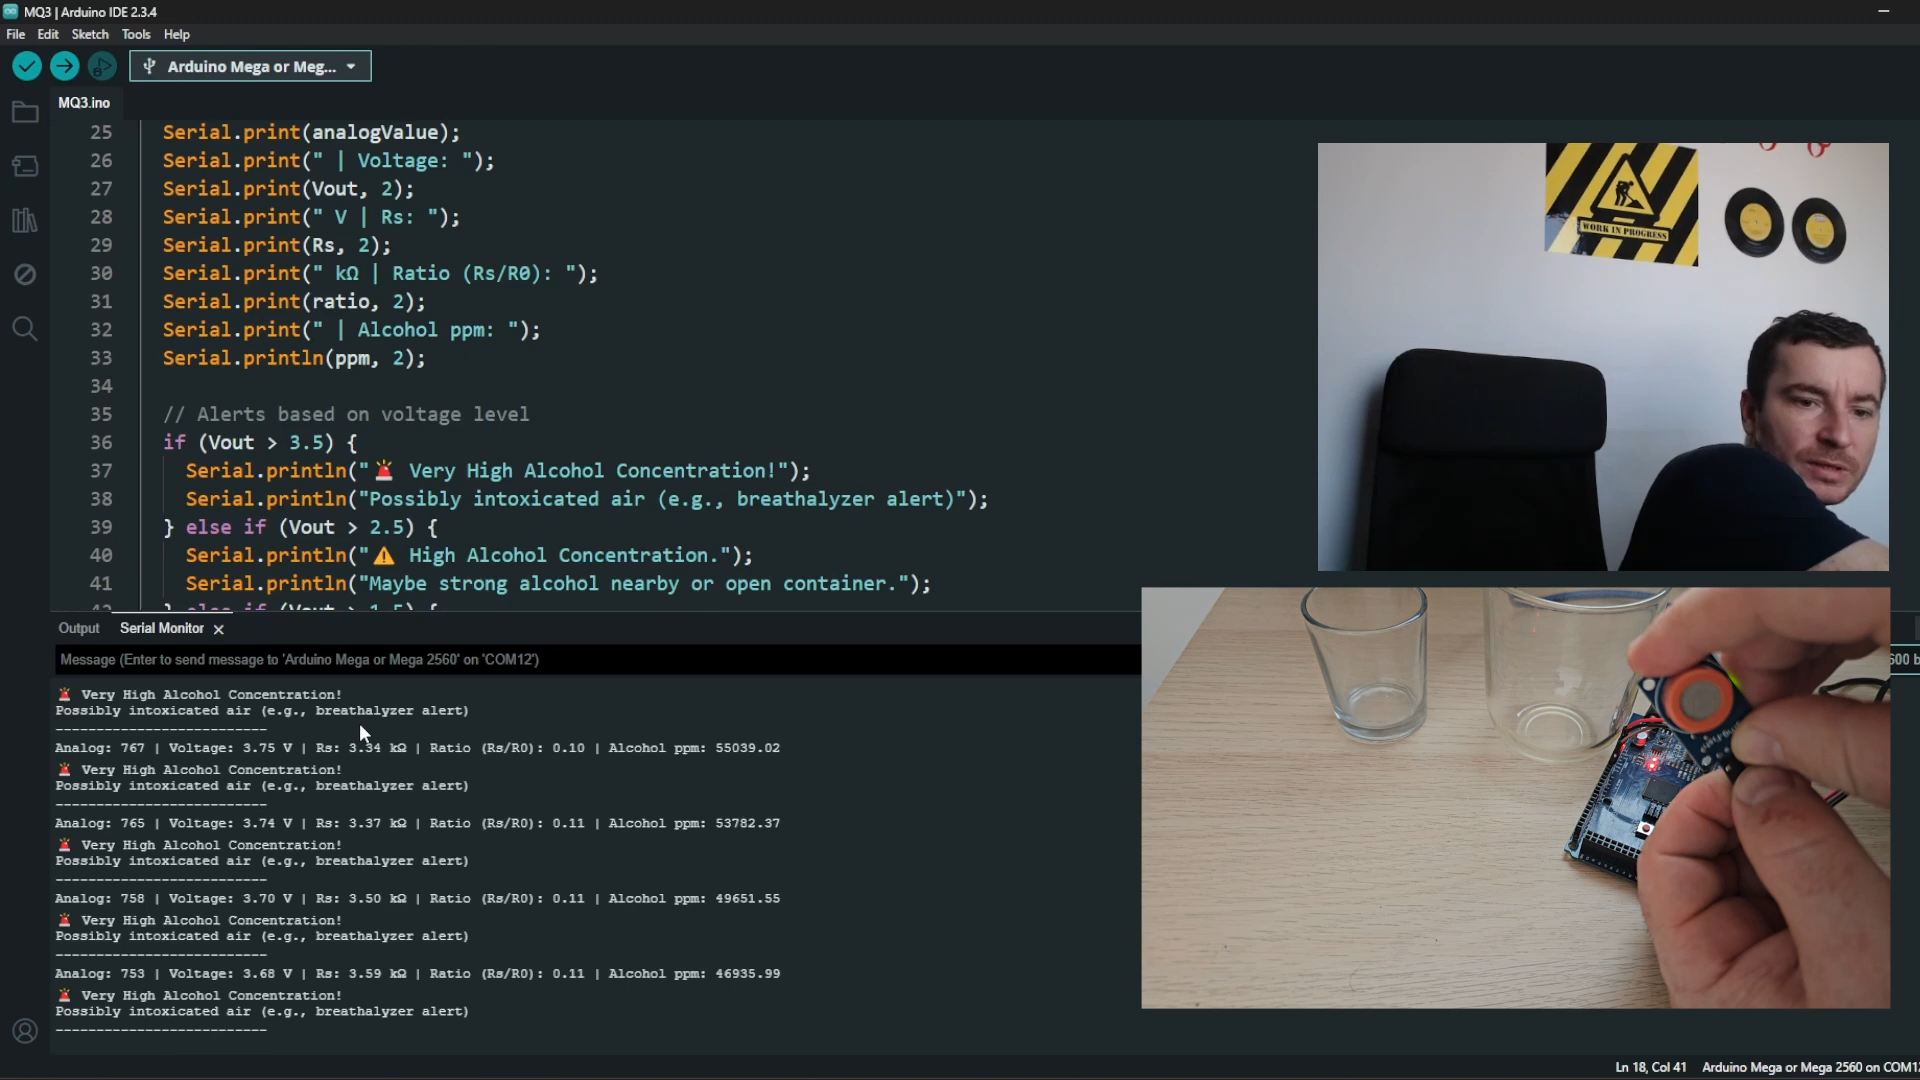 MQ3 | Arduino IDE 2.3.4
File Edit Sketch Tools Help
Arduino Mega or Meg...
MQ3.ino
25 Serial.print(analogValue);
26 Serial.print(" | Voltage: ");
27 Serial.print(Vout, 2);
28 Serial.print(" V | Rs: ");
29 Serial.print(Rs, 2);
30 Serial.print(" kΩ | Ratio (Rs/R0): ");
31 Serial.print(ratio, 2);
32 Serial.print(" | Alcohol ppm: ");
33 Serial.println(ppm, 2);
34
35 // Alerts based on voltage level
36 if (Vout > 3.5) {
37 Serial.println("🚨 Very High Alcohol Concentration!");
38 Serial.println("Possibly intoxicated air (e.g., breathalyzer alert)");
39 } else if (Vout > 2.5) {
40 Serial.println("⚠️ High Alcohol Concentration.");
41 Serial.println("Maybe strong alcohol nearby or open container.");
WORK IN PROGRESS
Output Serial Monitor
Message (Enter to send message to 'Arduino Mega or Mega 2560' on 'COM12')
🚨 Very High Alcohol Concentration!
Possibly intoxicated air (e.g., breathalyzer alert)
--------------------------
Analog: 767 | Voltage: 3.75 V | Rs: 3.34 kΩ | Ratio (Rs/R0): 0.10 | Alcohol ppm: 55039.02
🚨 Very High Alcohol Concentration!
Possibly intoxicated air (e.g., breathalyzer alert)
--------------------------
Analog: 765 | Voltage: 3.74 V | Rs: 3.37 kΩ | Ratio (Rs/R0): 0.11 | Alcohol ppm: 53782.37
🚨 Very High Alcohol Concentration!
Possibly intoxicated air (e.g., breathalyzer alert)
--------------------------
Analog: 758 | Voltage: 3.70 V | Rs: 3.50 kΩ | Ratio (Rs/R0): 0.11 | Alcohol ppm: 49651.55
🚨 Very High Alcohol Concentration!
Possibly intoxicated air (e.g., breathalyzer alert)
--------------------------
Analog: 753 | Voltage: 3.68 V | Rs: 3.59 kΩ | Ratio (Rs/R0): 0.11 | Alcohol ppm: 46935.99
🚨 Very High Alcohol Concentration!
Possibly intoxicated air (e.g., breathalyzer alert)
--------------------------
Ln 18, Col 41 Arduino Mega or Mega 2560 on COM12